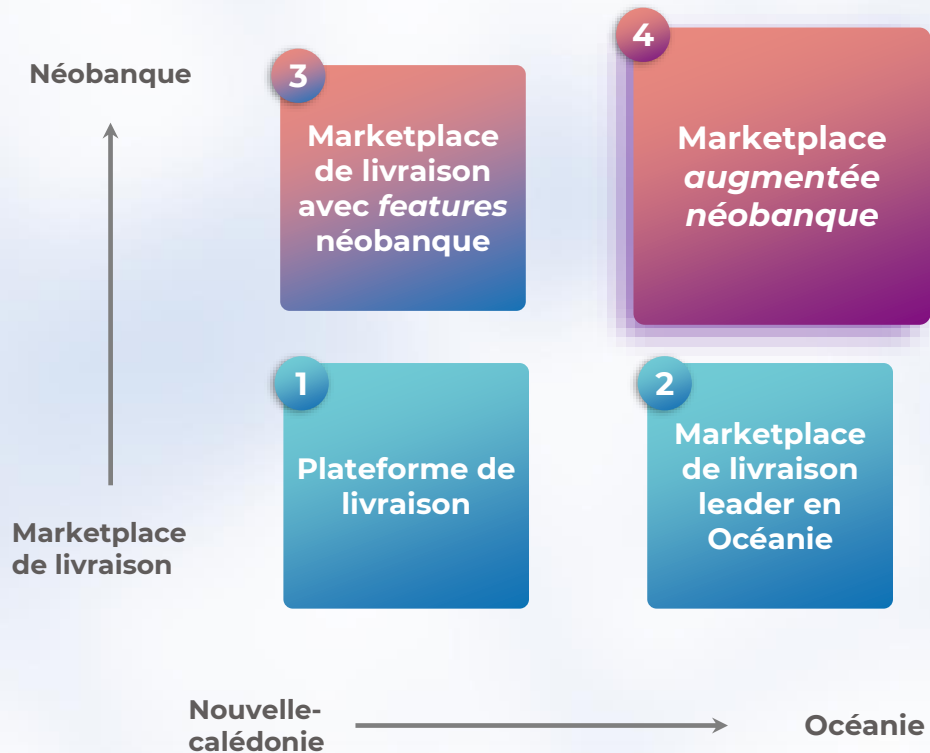 Néobanque
3
Marketplace
de livraison
avec features
néobanque
4
Marketplace
augmentée
néobanque
1
Plateforme de
livraison
2
Marketplace
de livraison
leader en
Océanie
Marketplace
de livraison
Nouvelle-
calédonie
Océanie